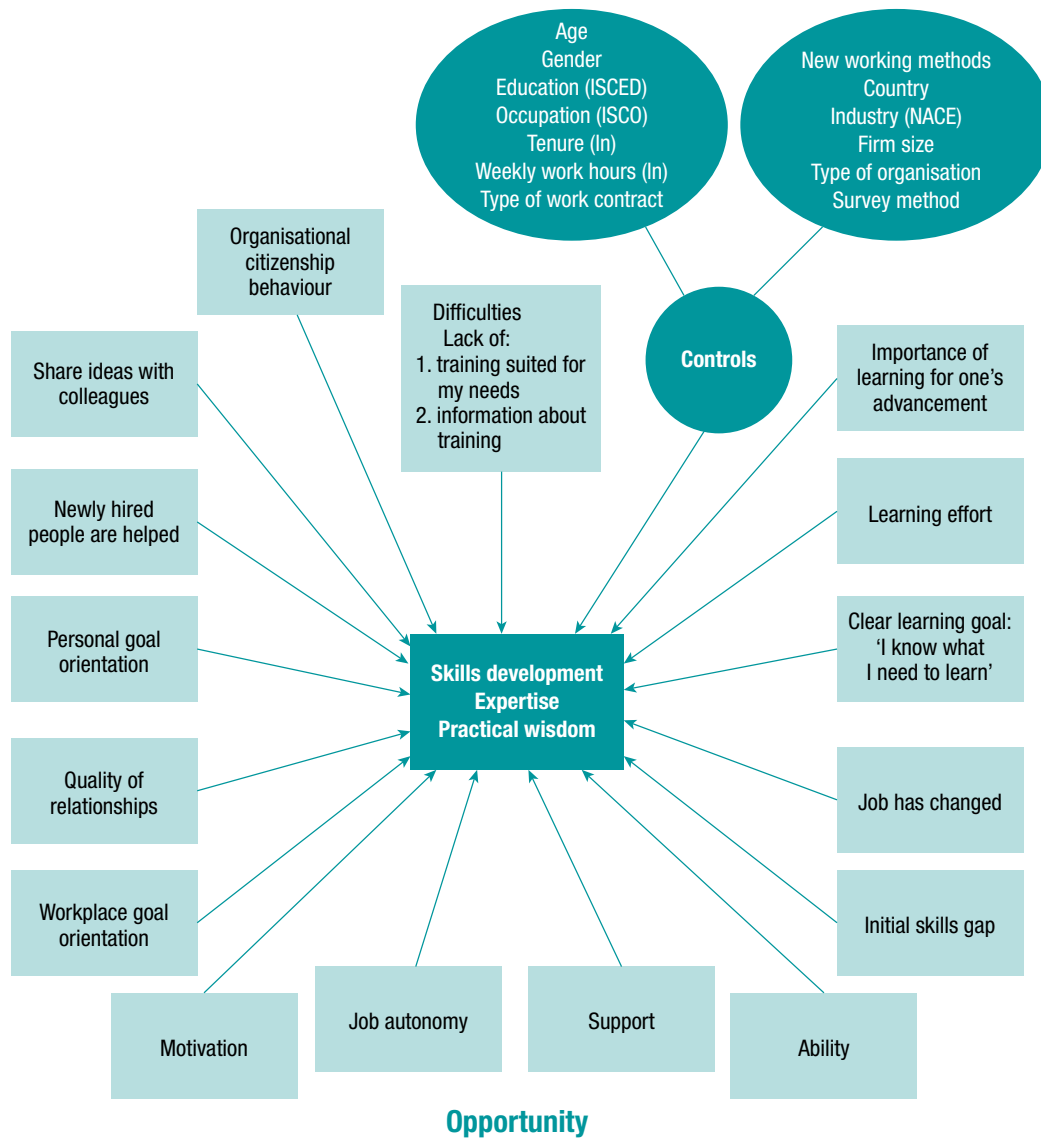 Age
Gender
Education (ISCED)
Occupation (ISCO)
Tenure (ln)
Weekly work hours (ln)
Type of work contract
New working methods
Country
Industry (NACE)
Firm size
Type of organisation
Survey method
Organisational
citizenship
behaviour
Difficulties
Lack of:
1. training suited for
my needs
2. information about
training
Controls
Share ideas with
colleagues
Importance of
learning for one’s
advancement
Newly hired
people are helped
Learning effort
Personal goal
orientation
Clear learning goal:
‘I know what
I need to learn’
Skills development
Expertise
Practical wisdom
Quality of
relationships
Job has changed
Workplace goal
orientation
Initial skills gap
Motivation
Job autonomy
Support
Ability
Opportunity